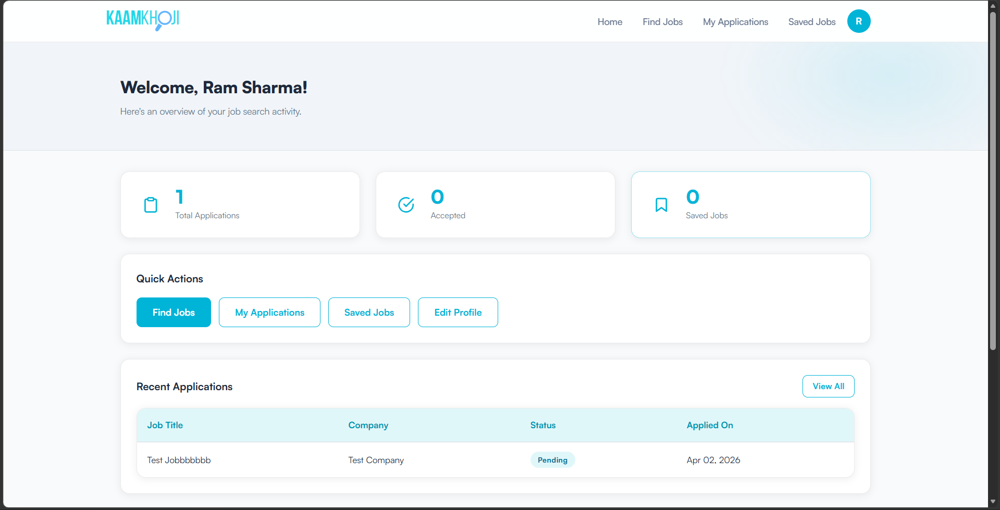 KAAMKHOJI
Home Find Jobs My Applications Saved Jobs R
Welcome, Ram Sharma!
Here's an overview of your job search activity.
1
Total Applications
0
Accepted
0
Saved Jobs
Quick Actions
Find Jobs My Applications Saved Jobs Edit Profile
Recent Applications View All
Job Title Company Status Applied On
Test Jobbbbbbb Test Company Pending Apr 02, 2026